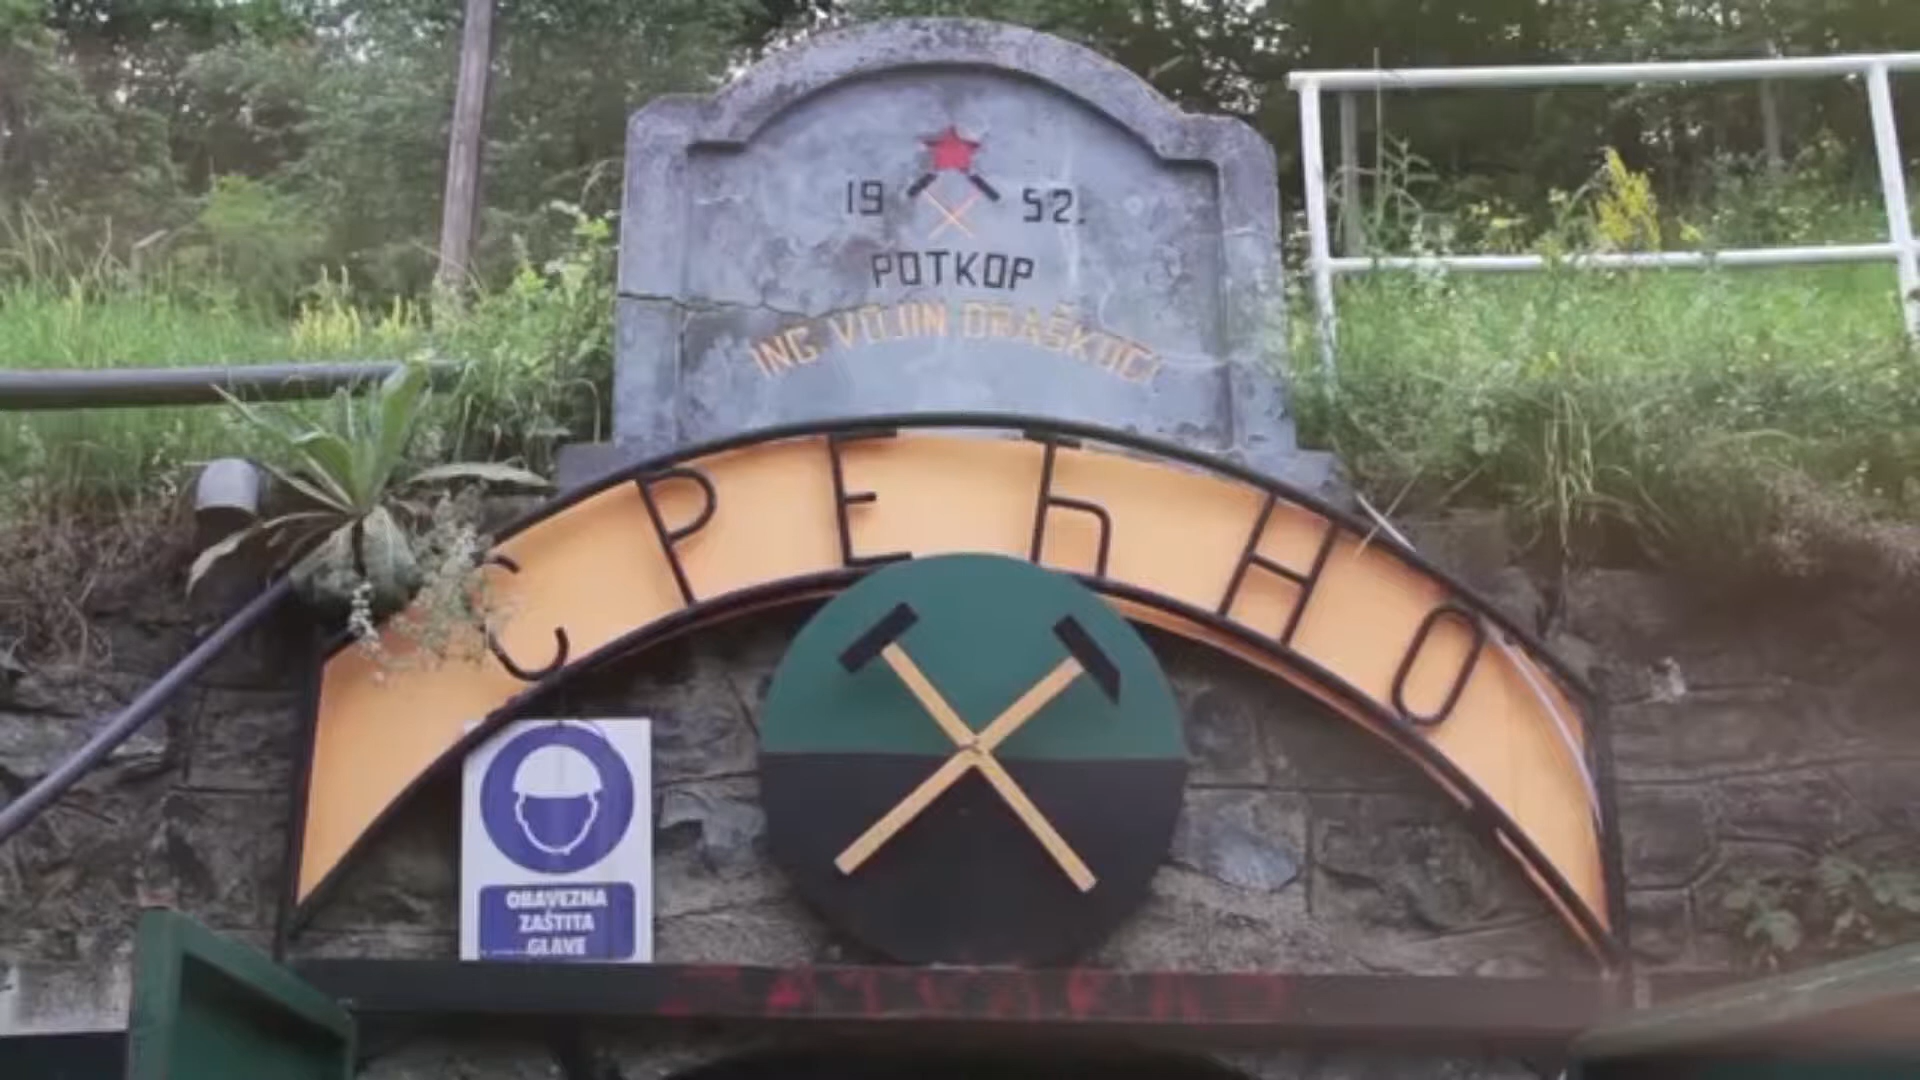 19 52.
POTKOP
ING VOJIN DRAŠKOCI
СРЕЋНО
OBAVEZNA
ZAŠTITA
GLAVE